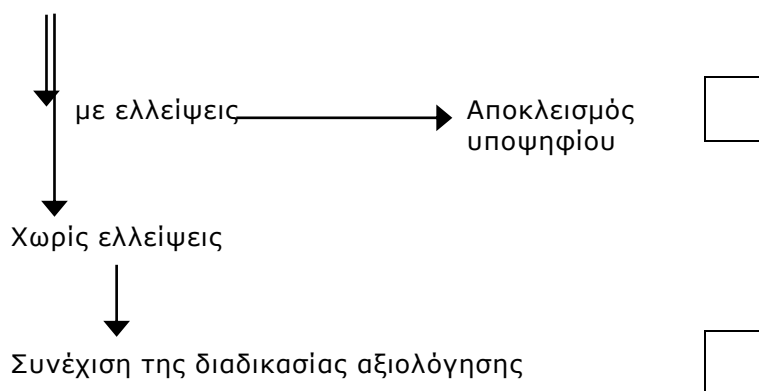 με ελλείψεις
Αποκλεισμός
υποψηφίου
Χωρίς ελλείψεις
Συνέχιση της διαδικασίας αξιολόγησης